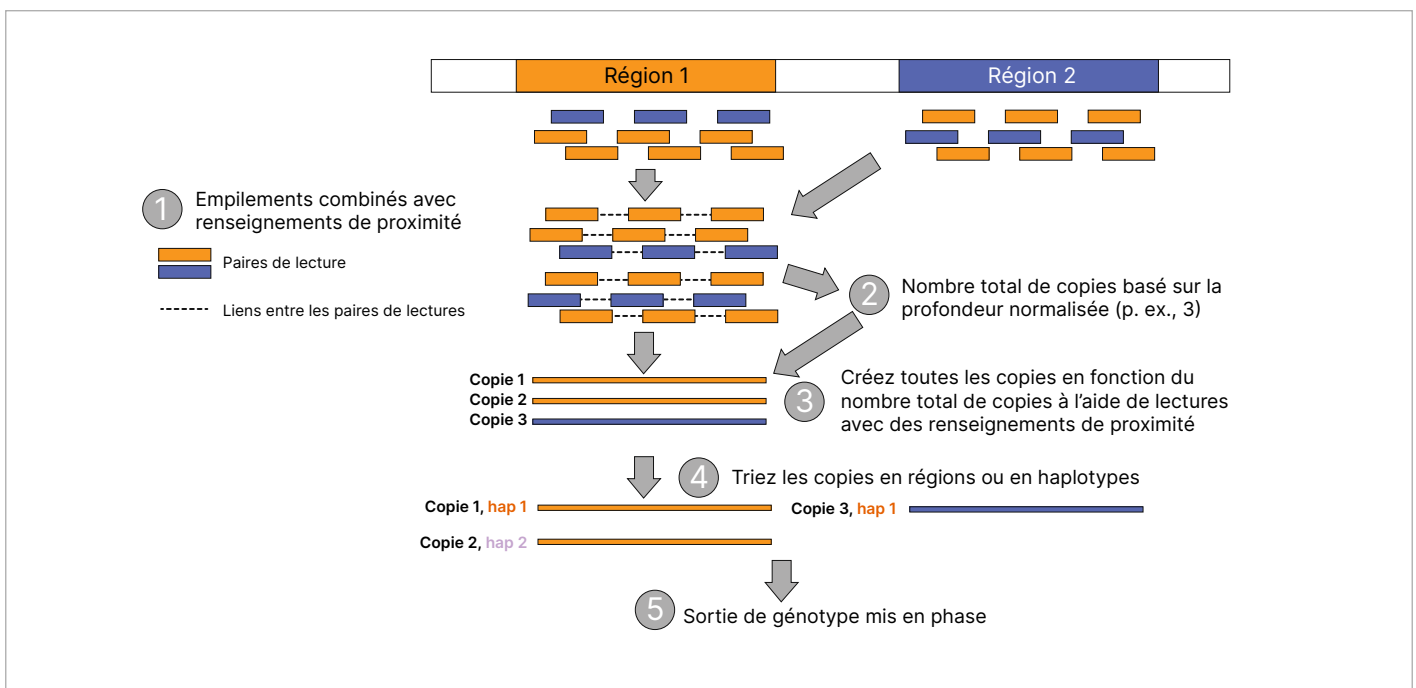 Région 1
Région 2
1
Empilements combinés avec
renseignements de proximité
Paires de lecture
Liens entre les paires de lectures
2
Nombre total de copies basé sur la
profondeur normalisée (p. ex., 3)
Copie 1
Copie 2
Copie 3
3
Créez toutes les copies en fonction du
nombre total de copies à l’aide de lectures
avec des renseignements de proximité
4
Triez les copies en régions ou en haplotypes
Copie 1, hap 1
Copie 3, hap 1
Copie 2, hap 2
5
Sortie de génotype mis en phase